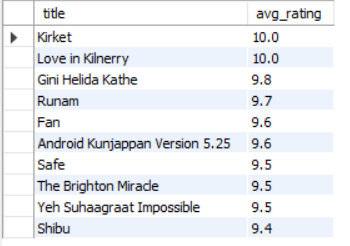 title avg_rating
Kirket 10.0
Love in Kilnerry 10.0
Gini Helida Kathe 9.8
Runam 9.7
Fan 9.6
Android Kunjappan Version 5.25 9.6
Safe 9.5
The Brighton Miracle 9.5
Yeh Suhaagraat Impossible 9.5
Shibu 9.4